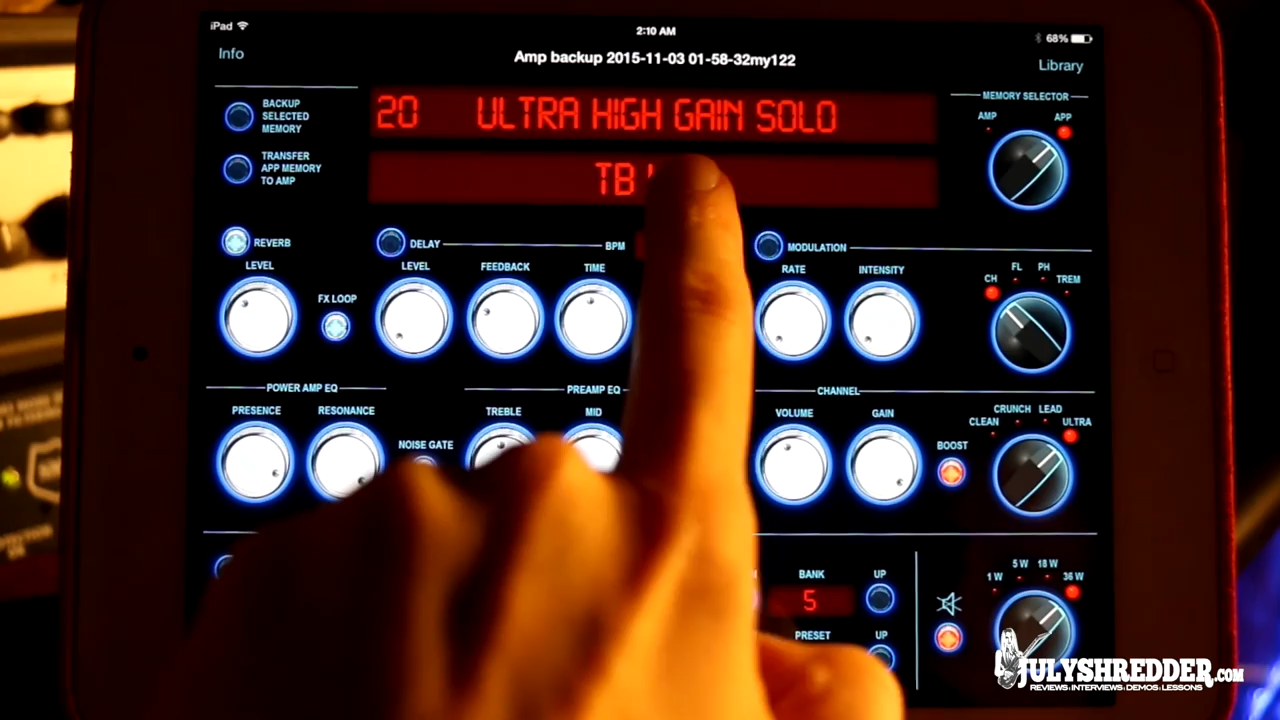 iPad
2:10 AM
68%
Info
Amp backup 2015-11-03 01-58-32my122
Library
BACKUP
SELECTED
MEMORY
20 ULTRA HIGH GAIN SOLO
MEMORY SELECTOR
AMP
APP
TRANSFER
APP MEMORY
TO AMP
TB
REVERB
DELAY
BPM
MODULATION
LEVEL
LEVEL
FEEDBACK
TIME
RATE
INTENSITY
CH
FL
PH
TREM
FX LOOP
POWER AMP EQ
PREAMP EQ
CHANNEL
PRESENCE
RESONANCE
TREBLE
MID
VOLUME
GAIN
CLEAN
CRUNCH
LEAD
ULTRA
NOISE GATE
BOOST
BANK
UP
5
1 W
5 W
18 W
36 W
PRESET
UP
JULYSHREDDER.COM
REVIEWS:INTERVIEWS:DEMOS:LESSONS